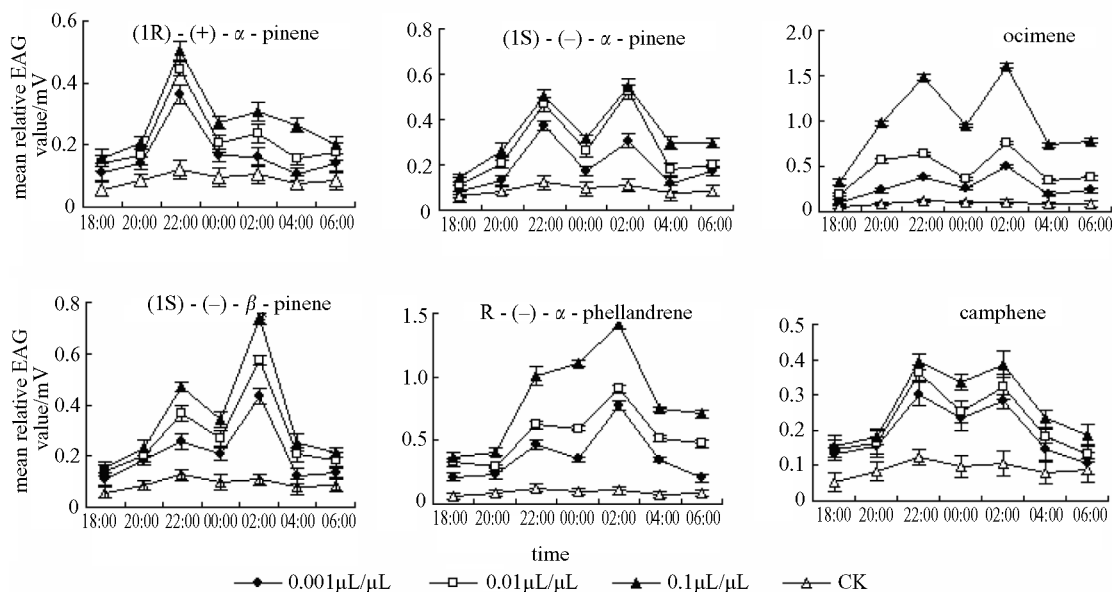 (1R) - (+) - α - pinene
mean relative EAG
value/mV
0.6
0.4
0.2
0
18:00 20:00 22:00 00:00 02:00 04:00 06:00
(1S) - (–) - α - pinene
0.8
0.6
0.4
0.2
0
18:00 20:00 22:00 00:00 02:00 04:00 06:00
ocimene
2.0
1.5
1.0
0.5
0
18:00 20:00 22:00 00:00 02:00 04:00 06:00
(1S) - (–) - β - pinene
mean relative EAG
value/mV
0.8
0.6
0.4
0.2
0
18:00 20:00 22:00 00:00 02:00 04:00 06:00
R - (–) - α - phellandrene
1.5
1.0
0.5
0
18:00 20:00 22:00 00:00 02:00 04:00 06:00
camphene
0.5
0.4
0.3
0.2
0.1
0
18:00 20:00 22:00 00:00 02:00 04:00 06:00
time
0.001μL/μL 0.01μL/μL 0.1μL/μL CK